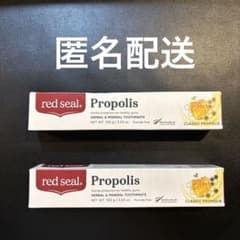 匿名配送
red seal®
Propolis
HERBAL & MINERAL TOOTHPASTE
CLASSIC PROPOLIS
red seal®
Propolis
HERBAL & MINERAL TOOTHPASTE
CLASSIC PROPOLIS